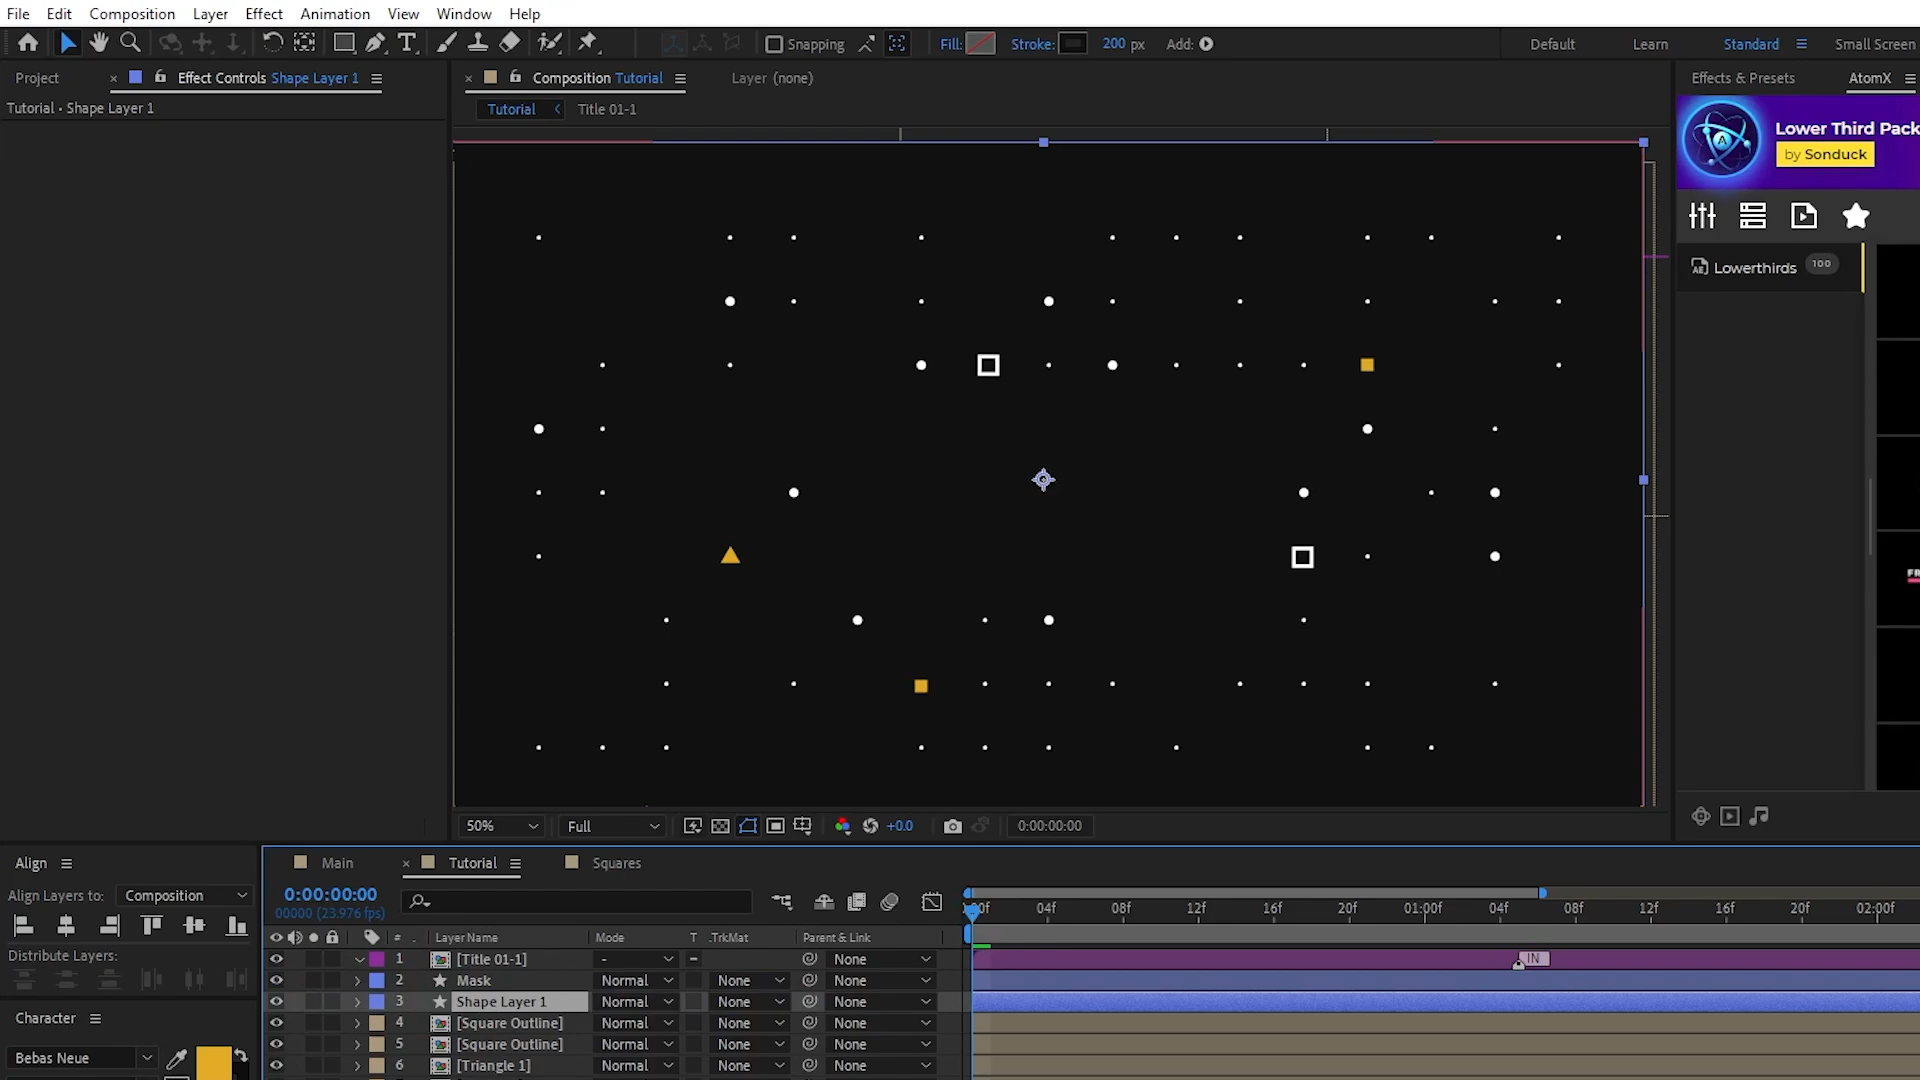 File Edit Composition Layer Effect Animation View Window Help
Snapping Fill: Stroke: 200 px Add: Default Learn Standard Small Screen
Project Effect Controls Shape Layer 1 Composition Tutorial Layer (none) Effects & Presets AtomX
Tutorial • Shape Layer 1 Tutorial Title 01-1
Lower Third Pack
by Sonduck
Lowerthirds 100
FR
50% Full +0.0 0:00:00:00
Align Main Tutorial Squares
Align Layers to: Composition 0:00:00:00
00000 (23.976 fps)
04f 08f 12f 16f 20f 01:00f 04f 08f 12f 16f 20f 02:00f
# Layer Name Mode T .TrkMat Parent & Link
Distribute Layers:
1 [Title 01-1] - None IN
2 Mask Normal None None
3 Shape Layer 1 Normal None None
Character
4 [Square Outline] Normal None None
5 [Square Outline] Normal None None
Bebas Neue
6 [Triangle 1] Normal None None